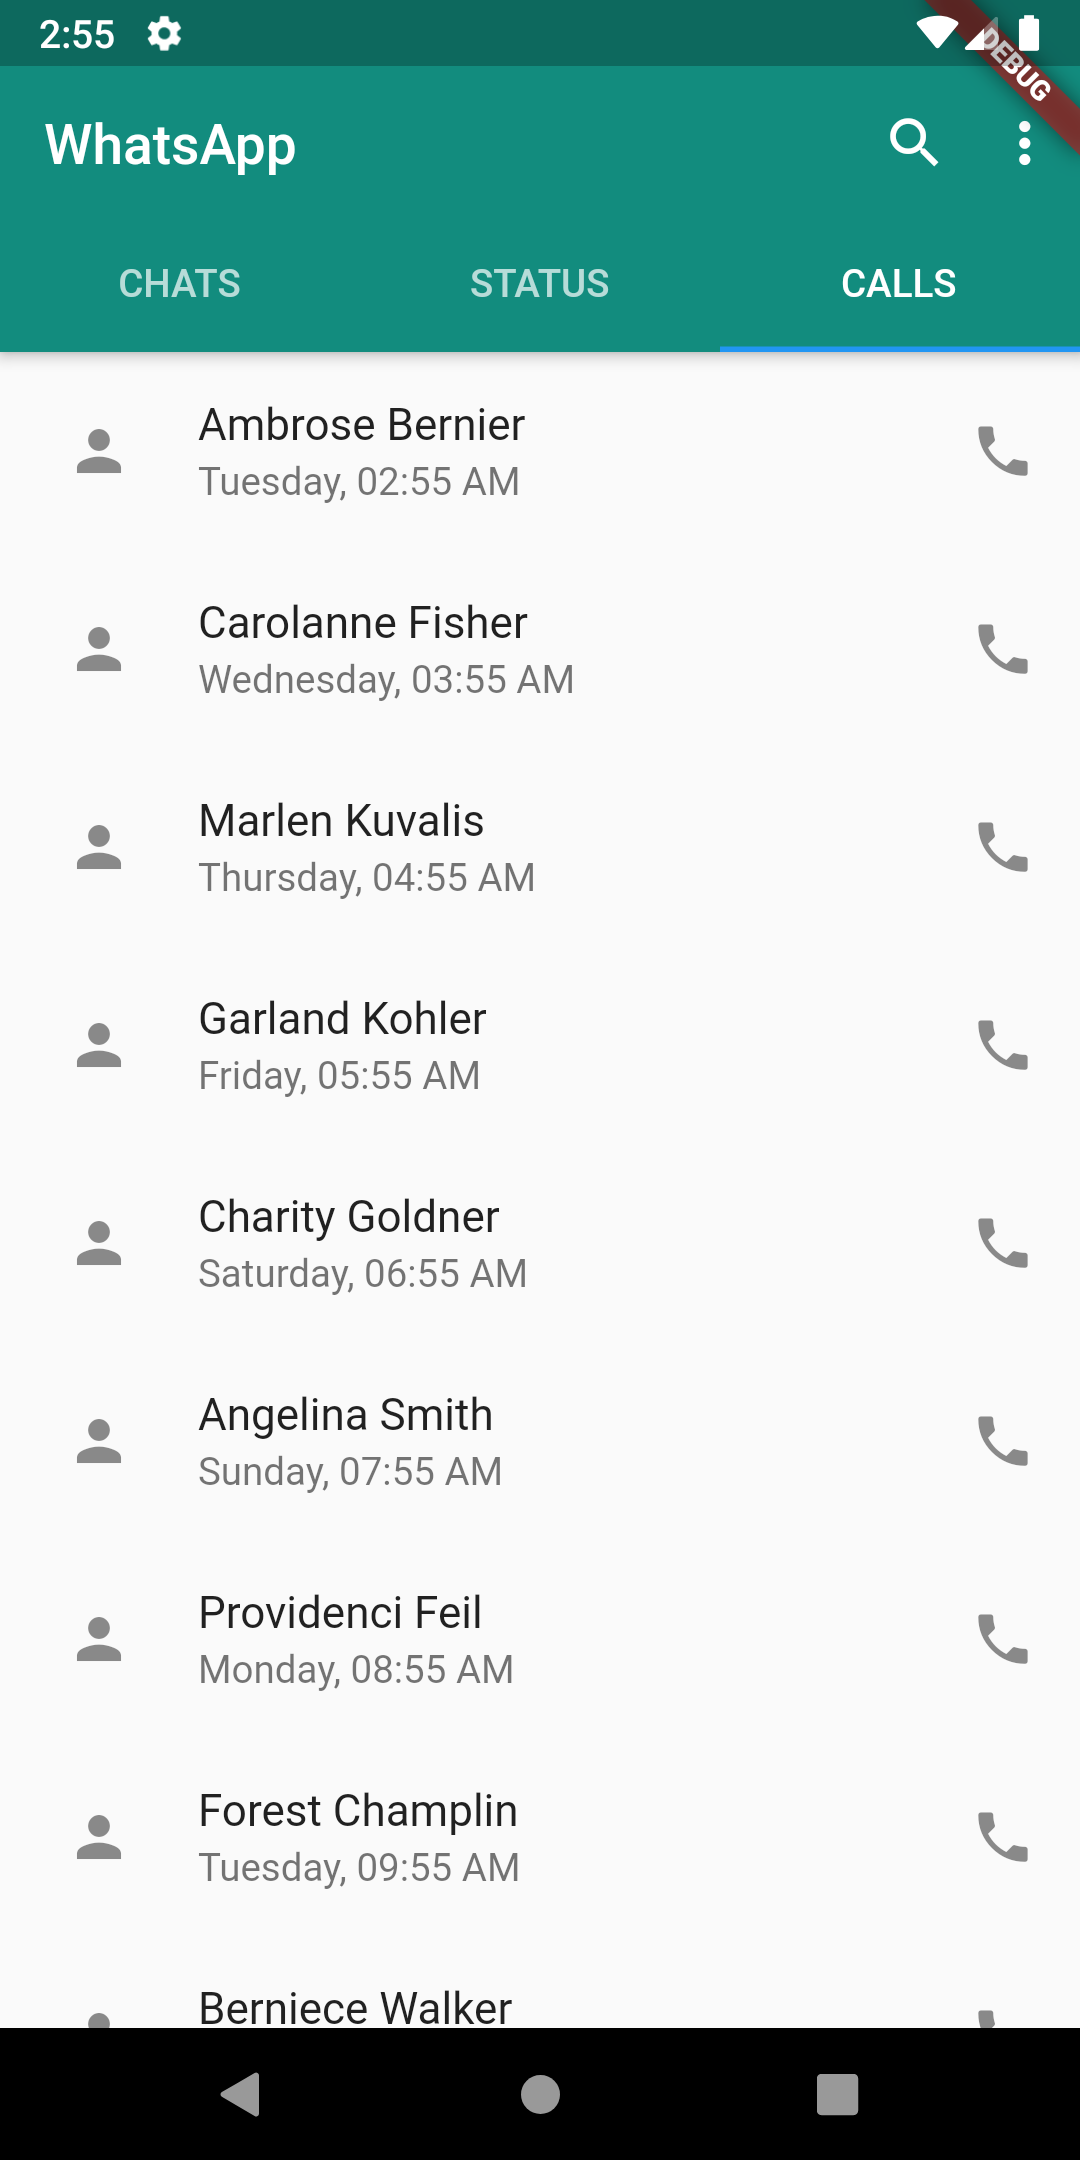 2:55
DEBUG
WhatsApp
CHATS STATUS CALLS
Ambrose Bernier
Tuesday, 02:55 AM
Carolanne Fisher
Wednesday, 03:55 AM
Marlen Kuvalis
Thursday, 04:55 AM
Garland Kohler
Friday, 05:55 AM
Charity Goldner
Saturday, 06:55 AM
Angelina Smith
Sunday, 07:55 AM
Providenci Feil
Monday, 08:55 AM
Forest Champlin
Tuesday, 09:55 AM
Berniece Walker